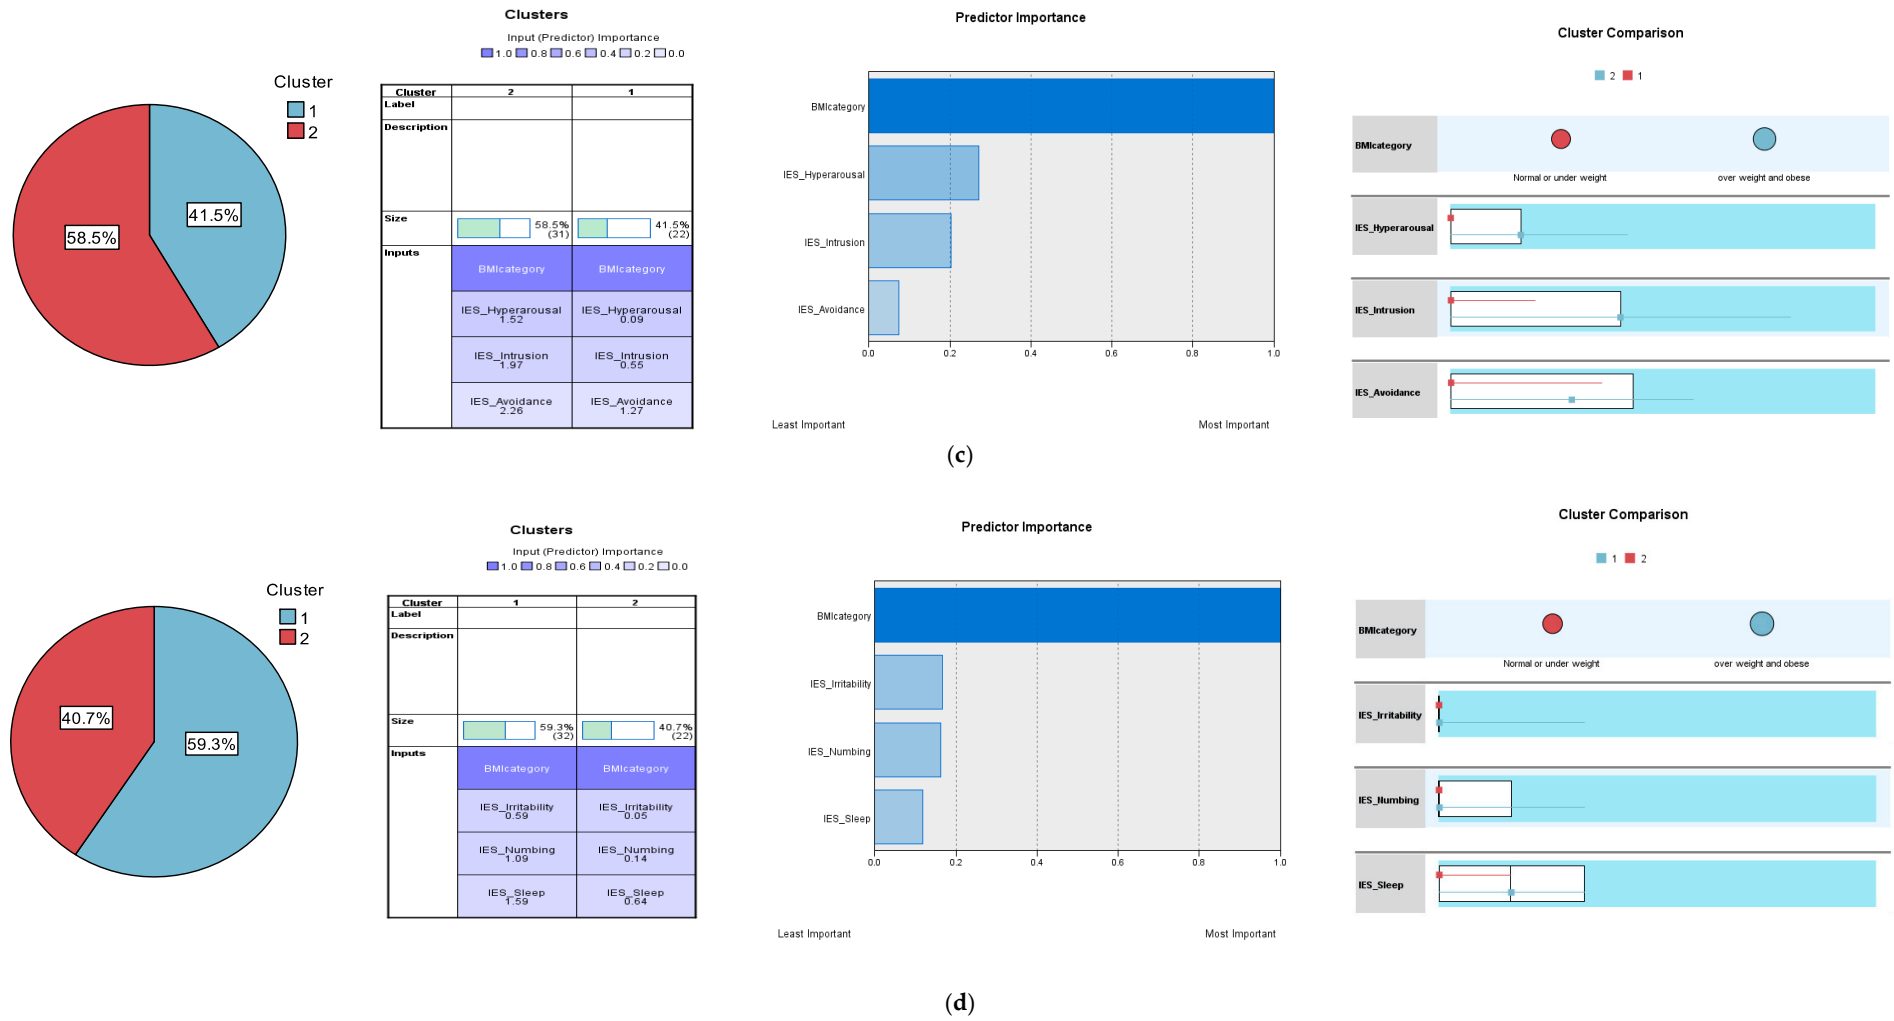 Cluster
1
2
41.5%
58.5%
Clusters
Input (Predictor) Importance
1.0 0.8 0.6 0.4 0.2 0.0
Cluster 2 1
Label
Description
Size 58.5% (31) 41.5% (22)
Inputs
BMIcategory BMIcategory
IES_Hyperarousal IES_Hyperarousal
1.52 0.09
IES_Intrusion IES_Intrusion
1.97 0.55
IES_Avoidance IES_Avoidance
2.26 1.27
Predictor Importance
BMIcategory
IES_Hyperarousal
IES_Intrusion
IES_Avoidance
0.0 0.2 0.4 0.6 0.8 1.0
Least Important Most Important
Cluster Comparison
2 1
BMIcategory
Normal or under weight over weight and obese
IES_Hyperarousal
IES_Intrusion
IES_Avoidance
(c)
Cluster
1
2
40.7%
59.3%
Clusters
Input (Predictor) Importance
1.0 0.8 0.6 0.4 0.2 0.0
Cluster 1 2
Label
Description
Size 59.3% (32) 40.7% (22)
Inputs
BMIcategory BMIcategory
IES_Irritability IES_Irritability
0.59 0.05
IES_Numbing IES_Numbing
1.09 0.14
IES_Sleep IES_Sleep
1.59 0.64
Predictor Importance
BMIcategory
IES_Irritability
IES_Numbing
IES_Sleep
0.0 0.2 0.4 0.6 0.8 1.0
Least Important Most Important
Cluster Comparison
1 2
BMIcategory
Normal or under weight over weight and obese
IES_Irritability
IES_Numbing
IES_Sleep
(d)